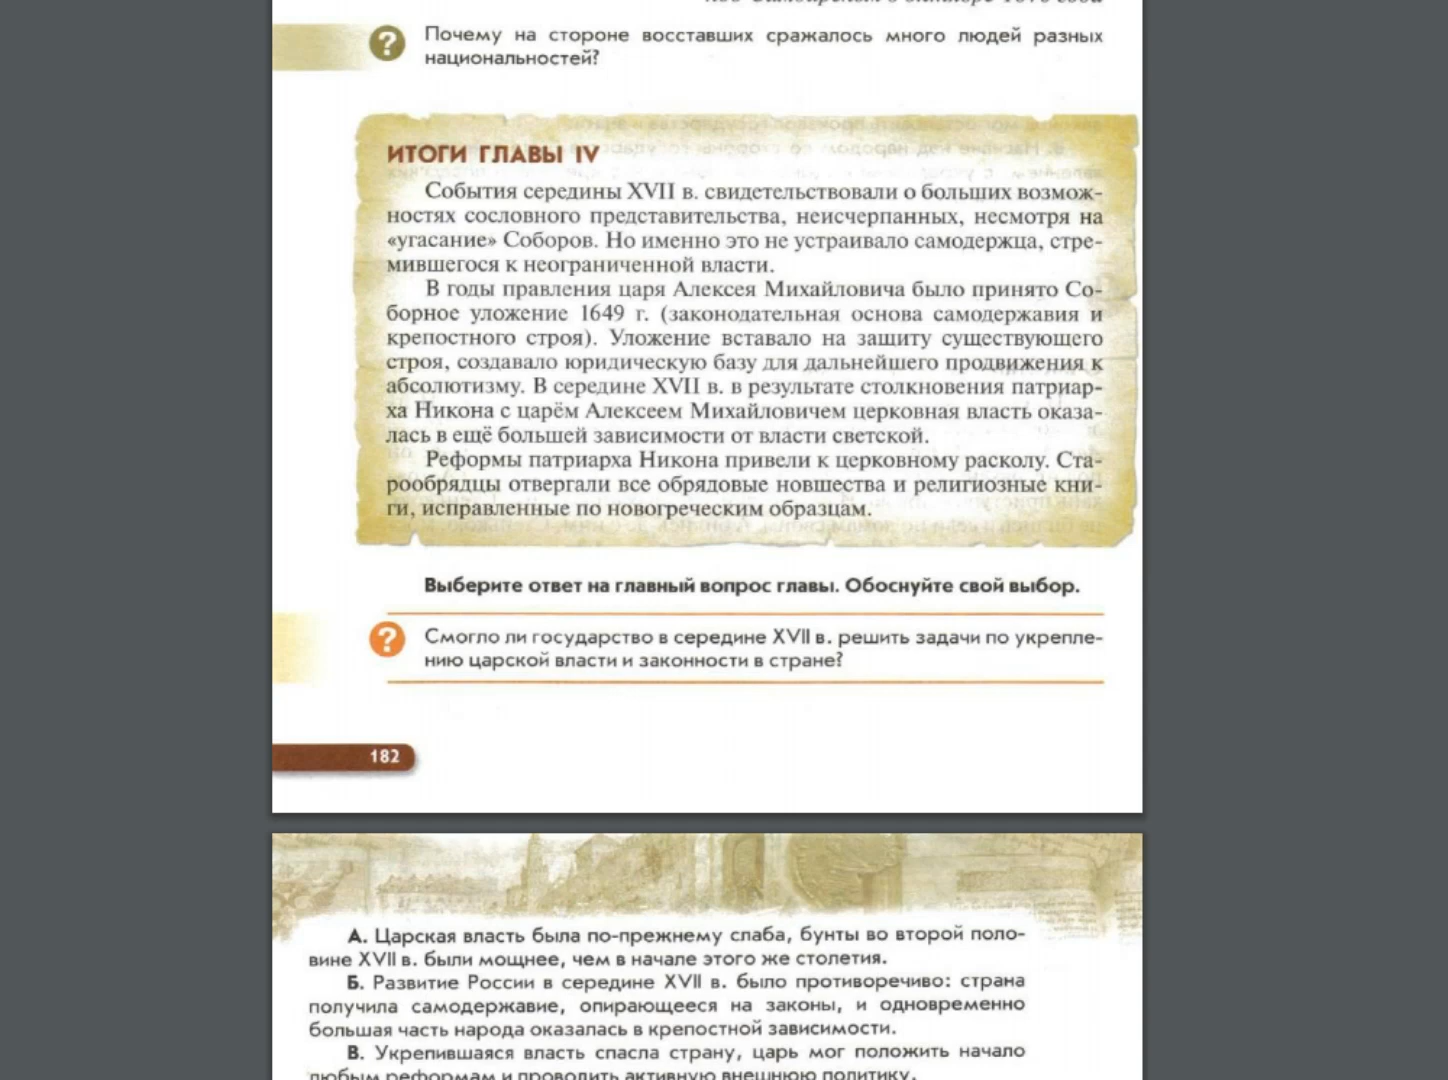 Почему на стороне восставших сражалось много людей разных
национальностей?
ИТОГИ ГЛАВЫ IV
События середины XVII в. свидетельствовали о больших возмож-
ностях сословного представительства, неисчерпанных, несмотря на
«угасание» Соборов. Но именно это не устраивало самодержца, стре-
мившегося к неограниченной власти.
В годы правления царя Алексея Михайловича было принято Со-
борное уложение 1649 г. (законодательная основа самодержавия и
крепостного строя). Уложение вставало на защиту существующего
строя, создавало юридическую базу для дальнейшего продвижения к
абсолютизму. В середине XVII в. в результате столкновения патриар-
ха Никона с царём Алексеем Михайловичем церковная власть оказа-
лась в ещё большей зависимости от власти светской.
Реформы патриарха Никона привели к церковному расколу. Ста-
рообрядцы отвергали все обрядовые новшества и религиозные кни-
ги, исправленные по новогреческим образцам.
Выберите ответ на главный вопрос главы. Обоснуйте свой выбор.
Смогло ли государство в середине XVII в. решить задачи по укрепле-
нию царской власти и законности в стране?
182
А. Царская власть была по-прежнему слаба, бунты во второй поло-
вине XVII в. были мощнее, чем в начале этого же столетия.
Б. Развитие России в середине XVII в. было противоречиво: страна
получила самодержавие, опирающееся на законы, и одновременно
большая часть народа оказалась в крепостной зависимости.
В. Укрепившаяся власть спасла страну, царь мог положить начало
любым реформам и проводить активную внешнюю политику.